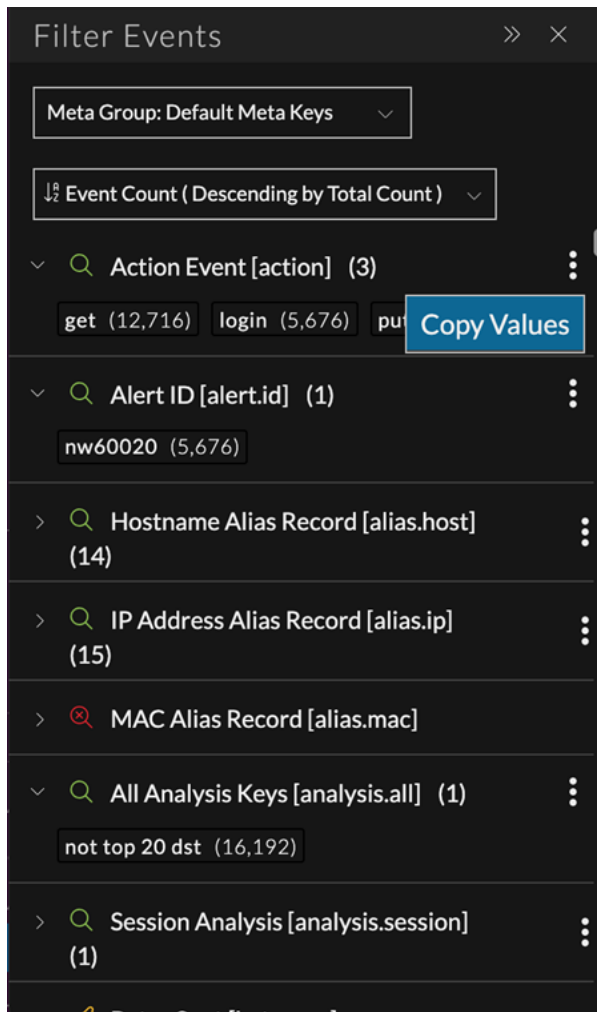 Filter Events
Meta Group: Default Meta Keys
Event Count ( Descending by Total Count )
Action Event [action] (3)
get (12,716) login (5,676) put
Copy Values
Alert ID [alert.id] (1)
nw60020 (5,676)
Hostname Alias Record [alias.host]
(14)
IP Address Alias Record [alias.ip]
(15)
MAC Alias Record [alias.mac]
All Analysis Keys [analysis.all] (1)
not top 20 dst (16,192)
Session Analysis [analysis.session]
(1)